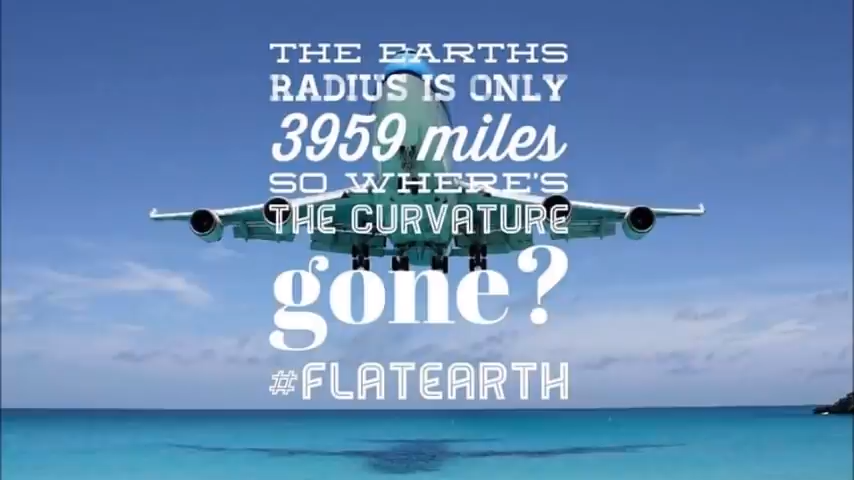 THE EARTHS
RADIUS IS ONLY
3959 miles
SO WHERE'S
THE CURVATURE
gone?
#FLATEARTH